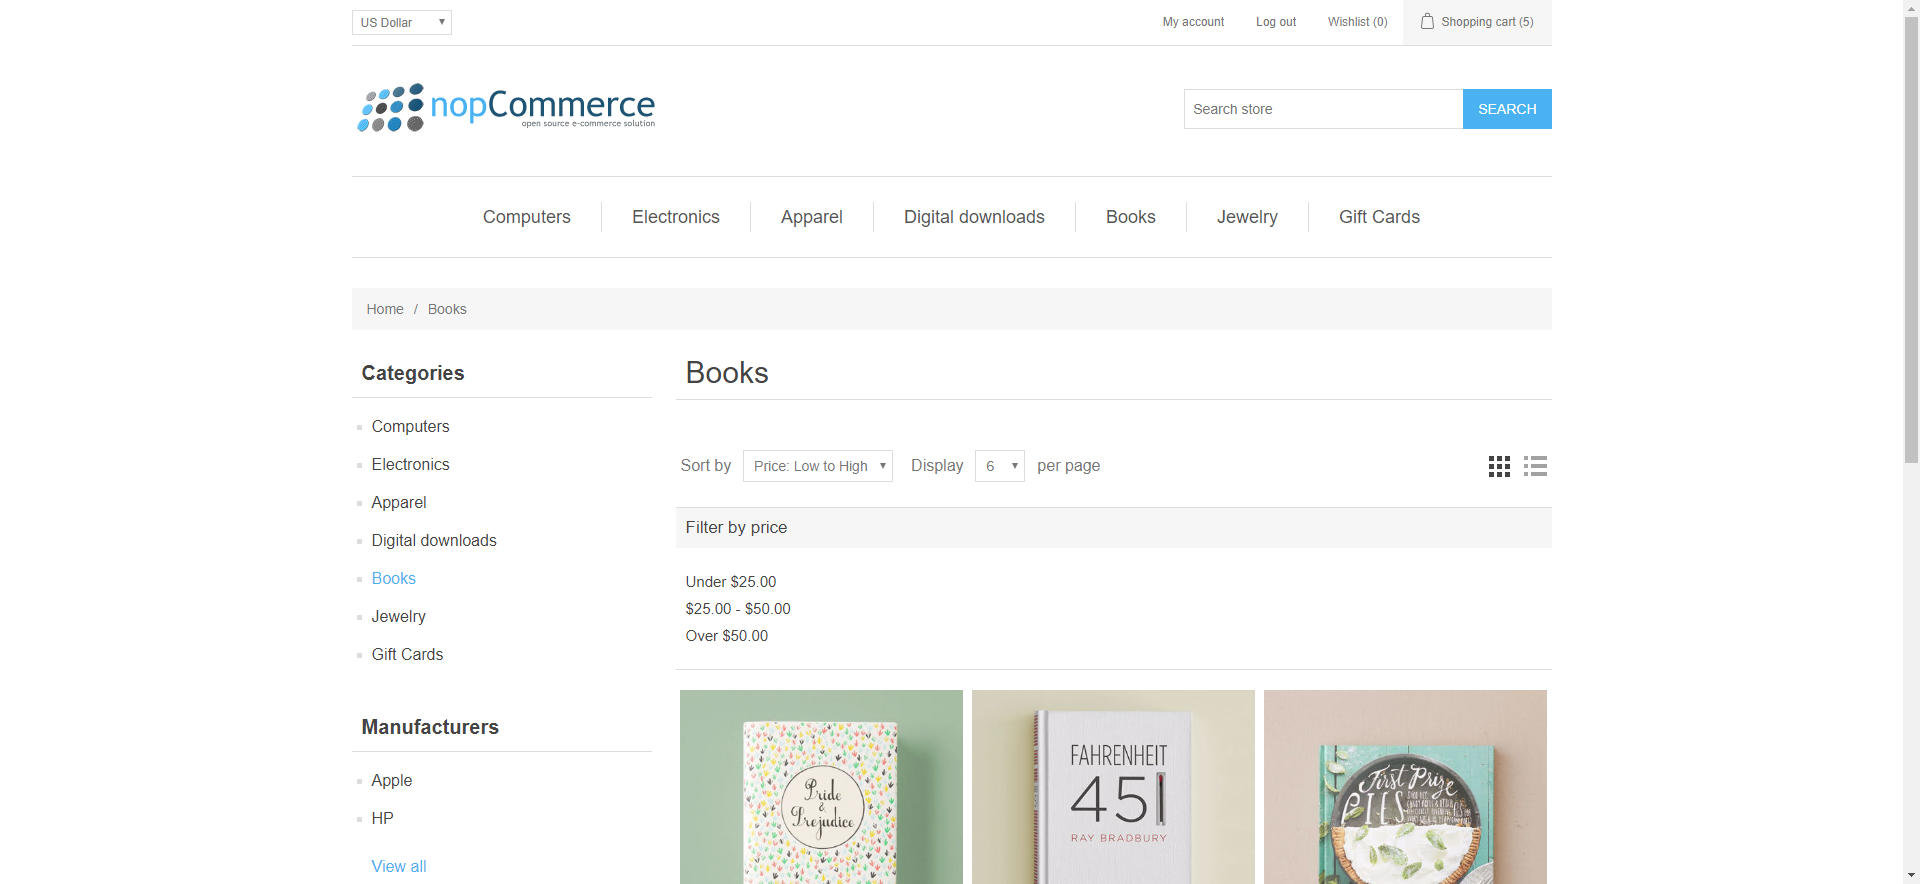 US Dollar
My account
Log out
Wishlist (0)
Shopping cart (5)
nopCommerce
open source e-commerce solution
Search store
SEARCH
Computers
Electronics
Apparel
Digital downloads
Books
Jewelry
Gift Cards
Home / Books
Categories
Computers
Electronics
Apparel
Digital downloads
Books
Jewelry
Gift Cards
Manufacturers
Apple
HP
View all
Books
Sort by Price: Low to High Display 6 per page
Filter by price
Under $25.00
$25.00 - $50.00
Over $50.00
Pride
&
Prejudice
FAHRENHEIT
451
RAY BRADBURY
First Prize
PIES